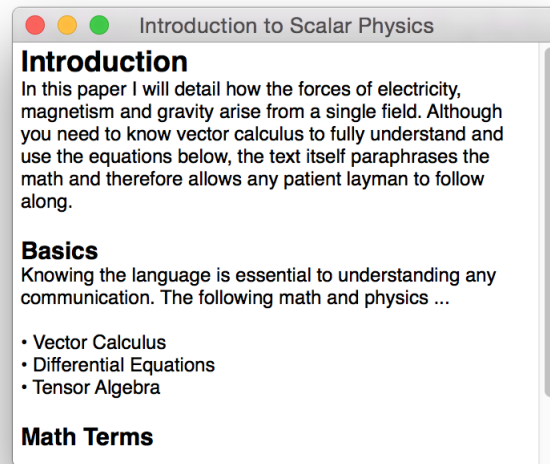 Introduction to Scalar Physics
Introduction
In this paper I will detail how the forces of electricity,
magnetism and gravity arise from a single field. Although
you need to know vector calculus to fully understand and
use the equations below, the text itself paraphrases the
math and therefore allows any patient layman to follow
along.
Basics
Knowing the language is essential to understanding any
communication. The following math and physics ...
• Vector Calculus
• Differential Equations
• Tensor Algebra
Math Terms